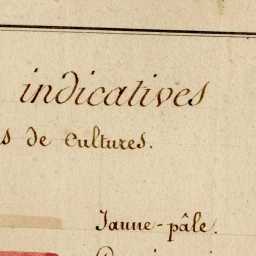 indicatives
s de cultures.
Jaune-pâle.